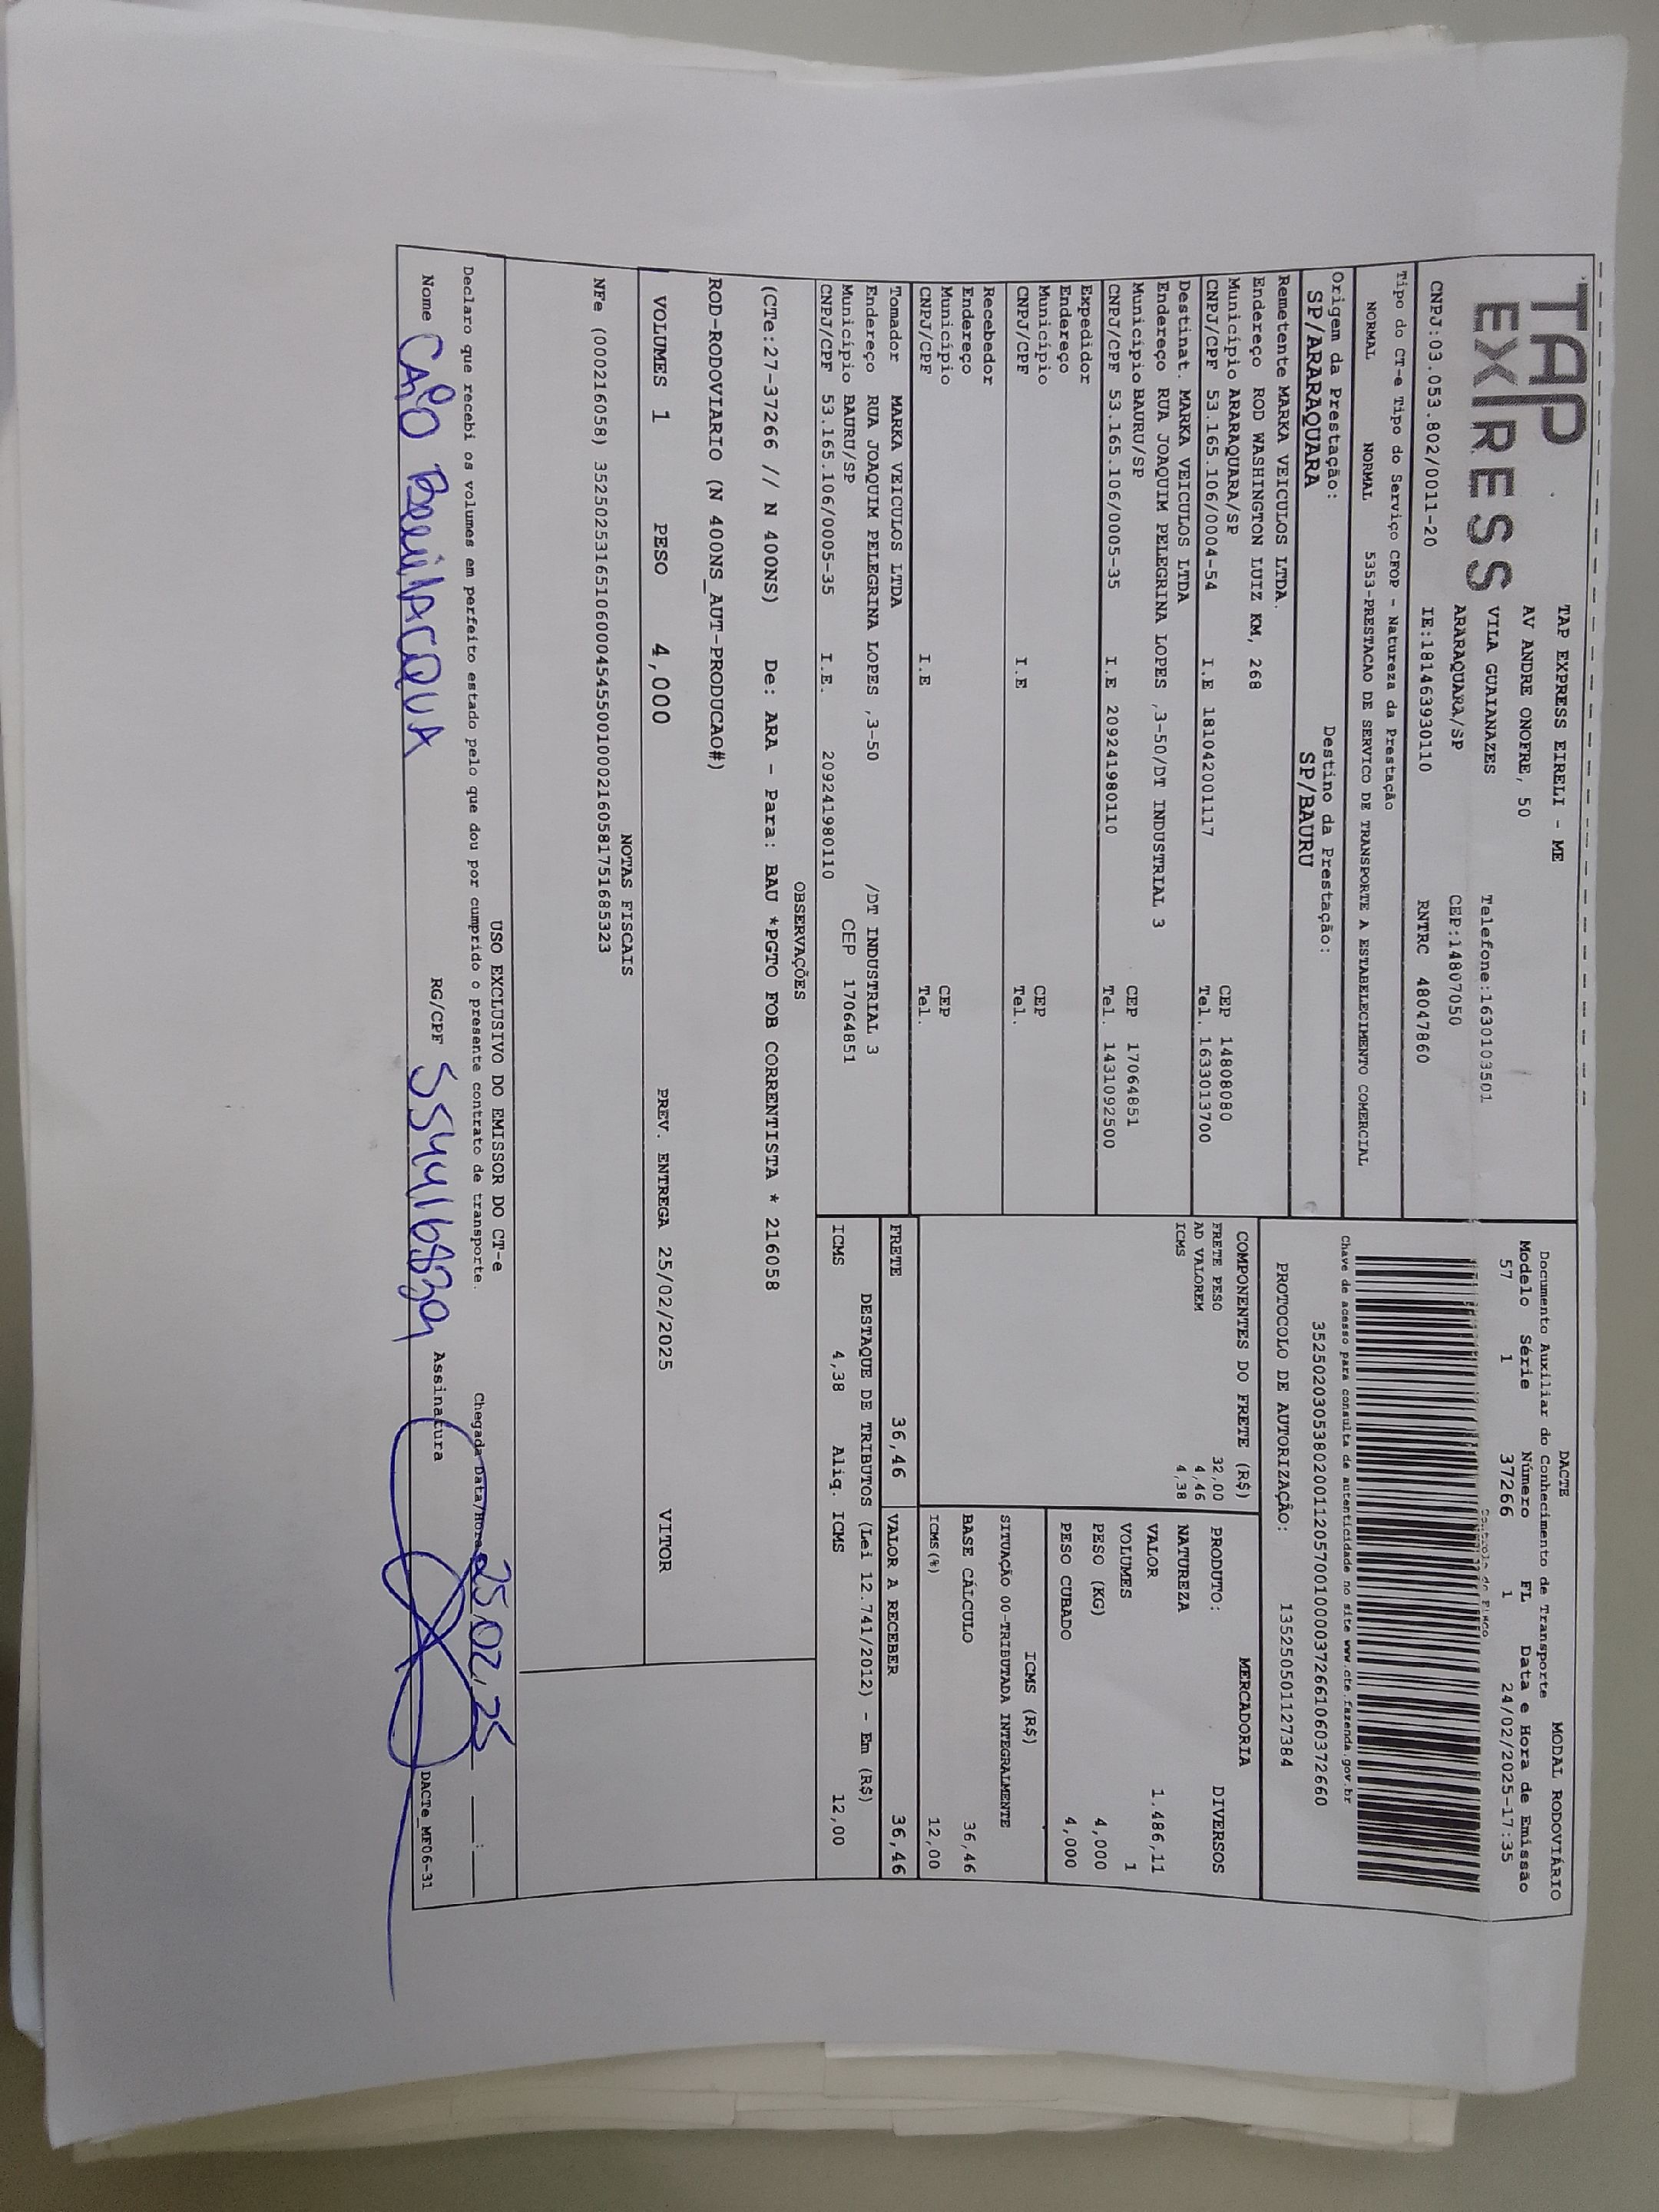 TAP EXPRESS
TAP EXPRESS EIRELI - ME
AV ANDRE ONOFRE, 50
VILA GUAIANAZES Telefone:1630103501
ARARAQUARA/SP CEP:14807050
CNPJ:03.053.802/0011-20 IE:181463930110 RNTRC 48047860
Tipo do CT-e Tipo do Serviço CFOP - Natureza da Prestação
NORMAL NORMAL 5353-PRESTACAO DE SERVICO DE TRANSPORTE A ESTABELECIMENTO COMERCIAL
Origem da Prestação: Destino da Prestação:
SP/ARARAQUARA SP/BAURU
DACTE MODAL RODOVIÁRIO
Documento Auxiliar do Conhecimento de Transporte
Modelo Série Número FL Data e Hora de Emissão
57 1 37266 1 24/02/2025-17:35
Controle do Fisco
Chave de acesso para consulta de autenticidade no site www.cte.fazenda.gov.br
35250203053802001120570010000372661060372660
PROTOCOLO DE AUTORIZAÇÃO: 135250501127384
Remetente MARKA VEICULOS LTDA.
Endereço ROD WASHINGTON LUIZ KM, 268
Município ARARAQUARA/SP CEP 14808080
CNPJ/CPF 53.165.106/0004-54 I.E 181042001117 Tel. 1633013700
Destinat. MARKA VEICULOS LTDA
Endereço RUA JOAQUIM PELEGRINA LOPES ,3-50/DT INDUSTRIAL 3
Município BAURU/SP CEP 17064851
CNPJ/CPF 53.165.106/0005-35 I.E 209241980110 Tel. 1431092500
Expedidor
Endereço
Município CEP
CNPJ/CPF I.E Tel.
Recebedor
Endereço
Município CEP
CNPJ/CPF I.E Tel.
Tomador MARKA VEICULOS LTDA
Endereço RUA JOAQUIM PELEGRINA LOPES ,3-50 /DT INDUSTRIAL 3
Município BAURU/SP CEP 17064851
CNPJ/CPF 53.165.106/0005-35 I.E. 209241980110
COMPONENTES DO FRETE (R$)
FRETE PESO 32,00
AD VALOREM 4,46
ICMS 4,38
MERCADORIA
PRODUTO: DIVERSOS
NATUREZA
VALOR 1.486,11
VOLUMES 1
PESO (KG) 4,000
PESO CUBADO 4,000
ICMS (R$)
SITUAÇÃO 00-TRIBUTADA INTEGRALMENTE
BASE CÁLCULO 36,46
ICMS(%) 12,00
FRETE 36,46 VALOR A RECEBER 36,46
DESTAQUE DE TRIBUTOS (Lei 12.741/2012) - Em (R$)
ICMS 4,38 Aliq. ICMS 12,00
OBSERVAÇÕES
(CTe:27-37266 // N 400NS) De: ARA - Para: BAU *PGTO FOB CORRENTISTA * 216058
ROD-RODOVIARIO (N 400NS_AUT-PRODUCAO#)
VOLUMES 1 PESO 4,000 PREV. ENTREGA 25/02/2025 VITOR
NOTAS FISCAIS
NFe (000216058) 35250253165106000454550010002160581751685323
USO EXCLUSIVO DO EMISSOR DO CT-e
Declaro que recebi os volumes em perfeito estado pelo que dou por cumprido o presente contrato de transporte. Chegada Data/Hora 25 02, 25 ___:___
Nome CAIO BEVILACQUA RG/CPF Assinatura DACTe_MF06-31